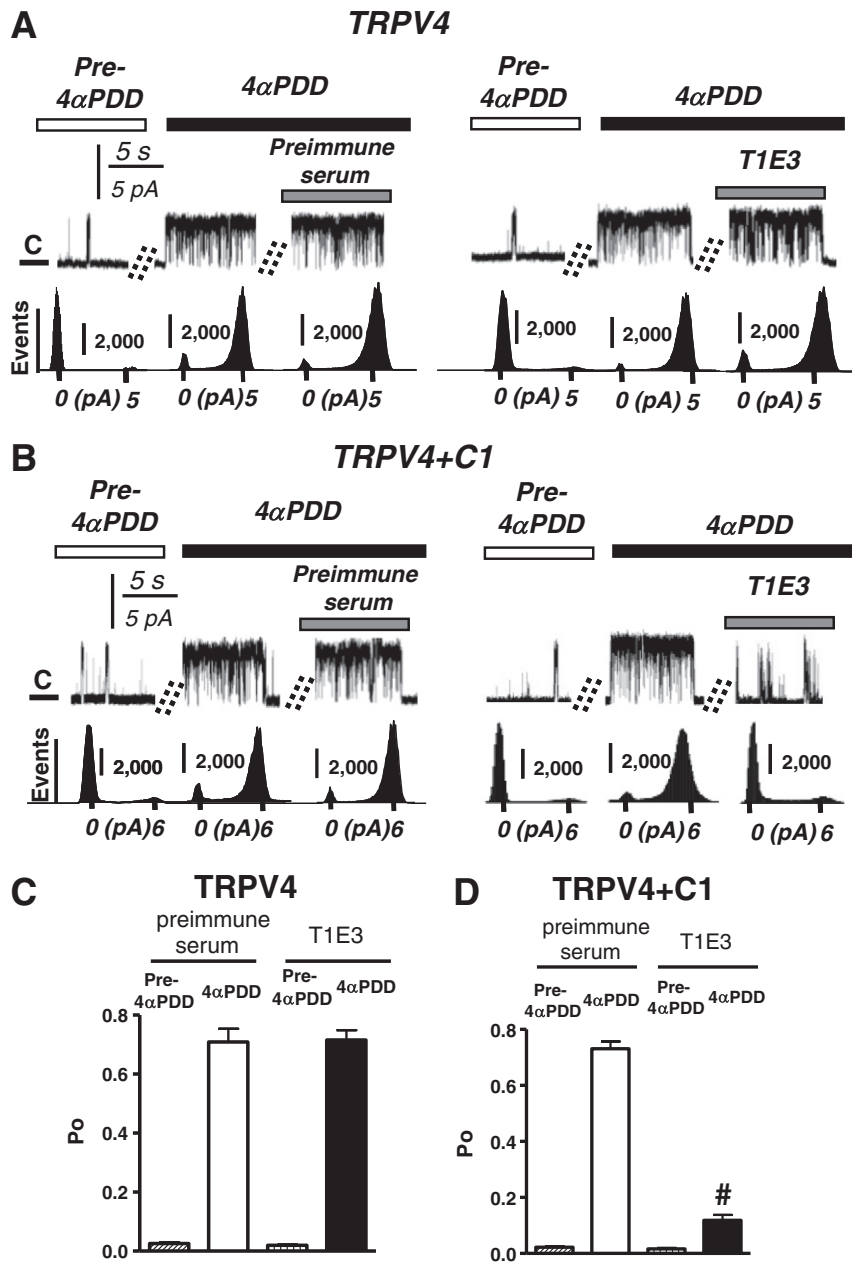 A
TRPV4
Pre-
4αPDD
4αPDD
Pre-
4αPDD
4αPDD
5 s
5 pA
Preimmune
serum
T1E3
C
Events
2,000
2,000
2,000
2,000
2,000
2,000
0 (pA) 5
0 (pA) 5
0 (pA) 5
0 (pA) 5
0 (pA) 5
0 (pA) 5
B
TRPV4+C1
Pre-
4αPDD
4αPDD
Pre-
4αPDD
4αPDD
5 s
5 pA
Preimmune
serum
T1E3
C
Events
2,000
2,000
2,000
2,000
2,000
2,000
0 (pA) 6
0 (pA) 6
0 (pA) 6
0 (pA) 6
0 (pA) 6
0 (pA) 6
C
TRPV4
preimmune
serum
T1E3
Pre-
4αPDD
4αPDD
Pre-
4αPDD
4αPDD
0.8
0.6
0.4
0.2
0.0
Po
D
TRPV4+C1
preimmune
serum
T1E3
Pre-
4αPDD
4αPDD
Pre-
4αPDD
4αPDD
0.8
0.6
0.4
0.2
0.0
Po
#